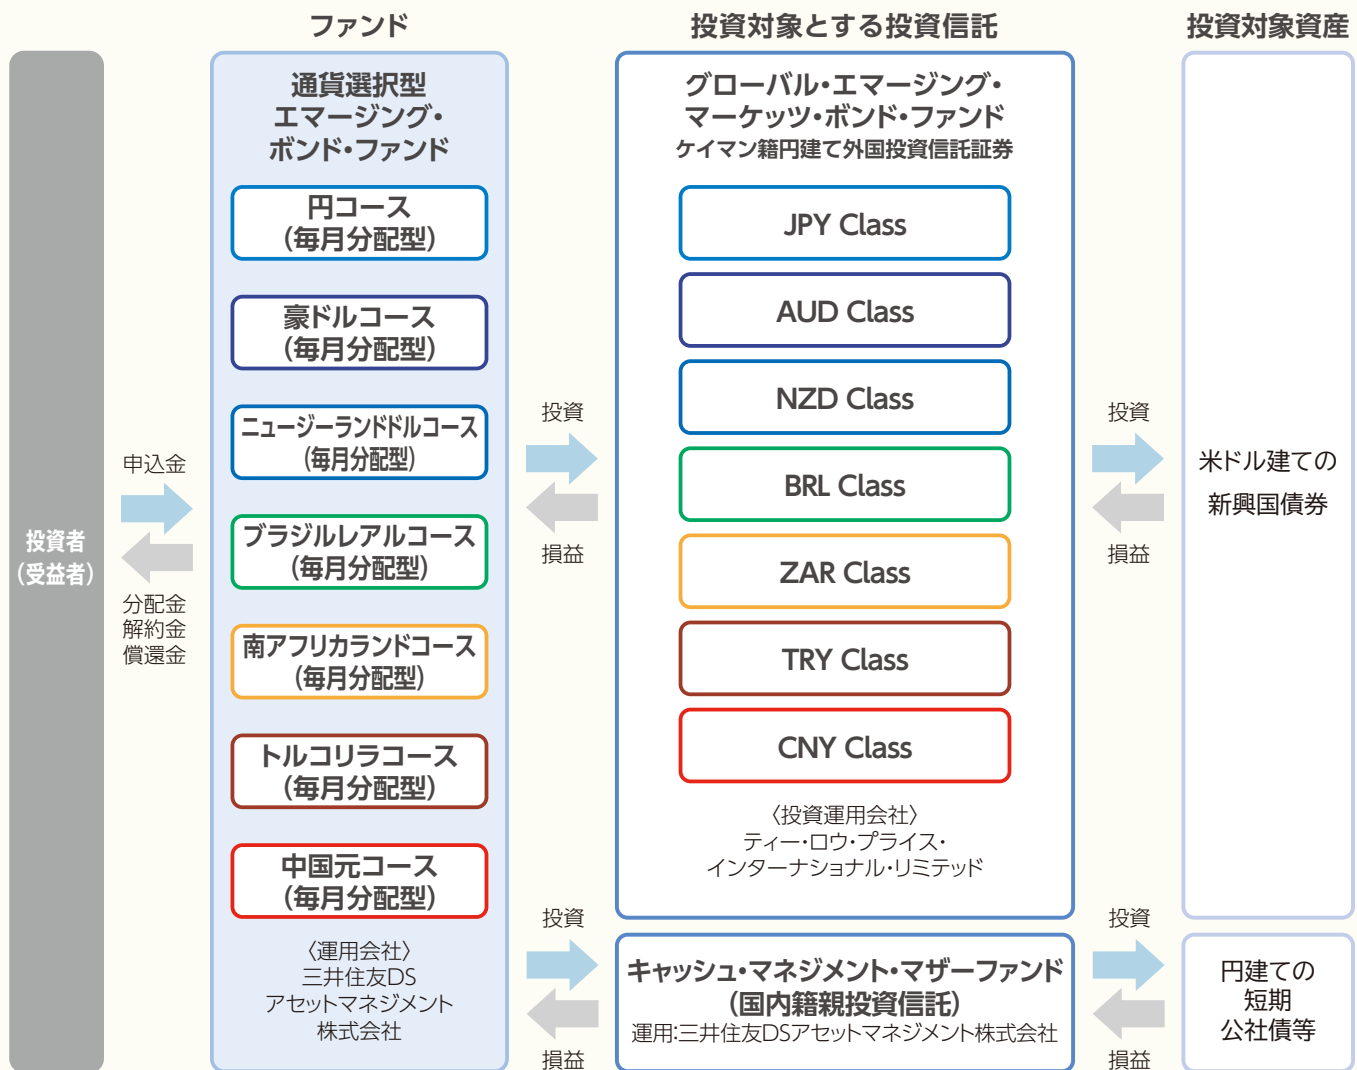 ファンド
投資対象とする投資信託
投資対象資産
投資者
（受益者）
申込金
分配金
解約金
償還金
通貨選択型
エマージング・
ボンド・ファンド
円コース
（毎月分配型）
豪ドルコース
（毎月分配型）
ニュージーランドドルコース
（毎月分配型）
ブラジルレアルコース
（毎月分配型）
南アフリカランドコース
（毎月分配型）
トルコリラコース
（毎月分配型）
中国元コース
（毎月分配型）
〈運用会社〉
三井住友DS
アセットマネジメント
株式会社
投資
損益
投資
損益
グローバル・エマージング・
マーケッツ・ボンド・ファンド
ケイマン籍円建て外国投資信託証券
JPY Class
AUD Class
NZD Class
BRL Class
ZAR Class
TRY Class
CNY Class
〈投資運用会社〉
ティー・ロウ・プライス・
インターナショナル・リミテッド
キャッシュ・マネジメント・マザーファンド
（国内籍親投資信託）
運用:三井住友DSアセットマネジメント株式会社
投資
損益
投資
損益
米ドル建ての
新興国債券
円建ての
短期
公社債等